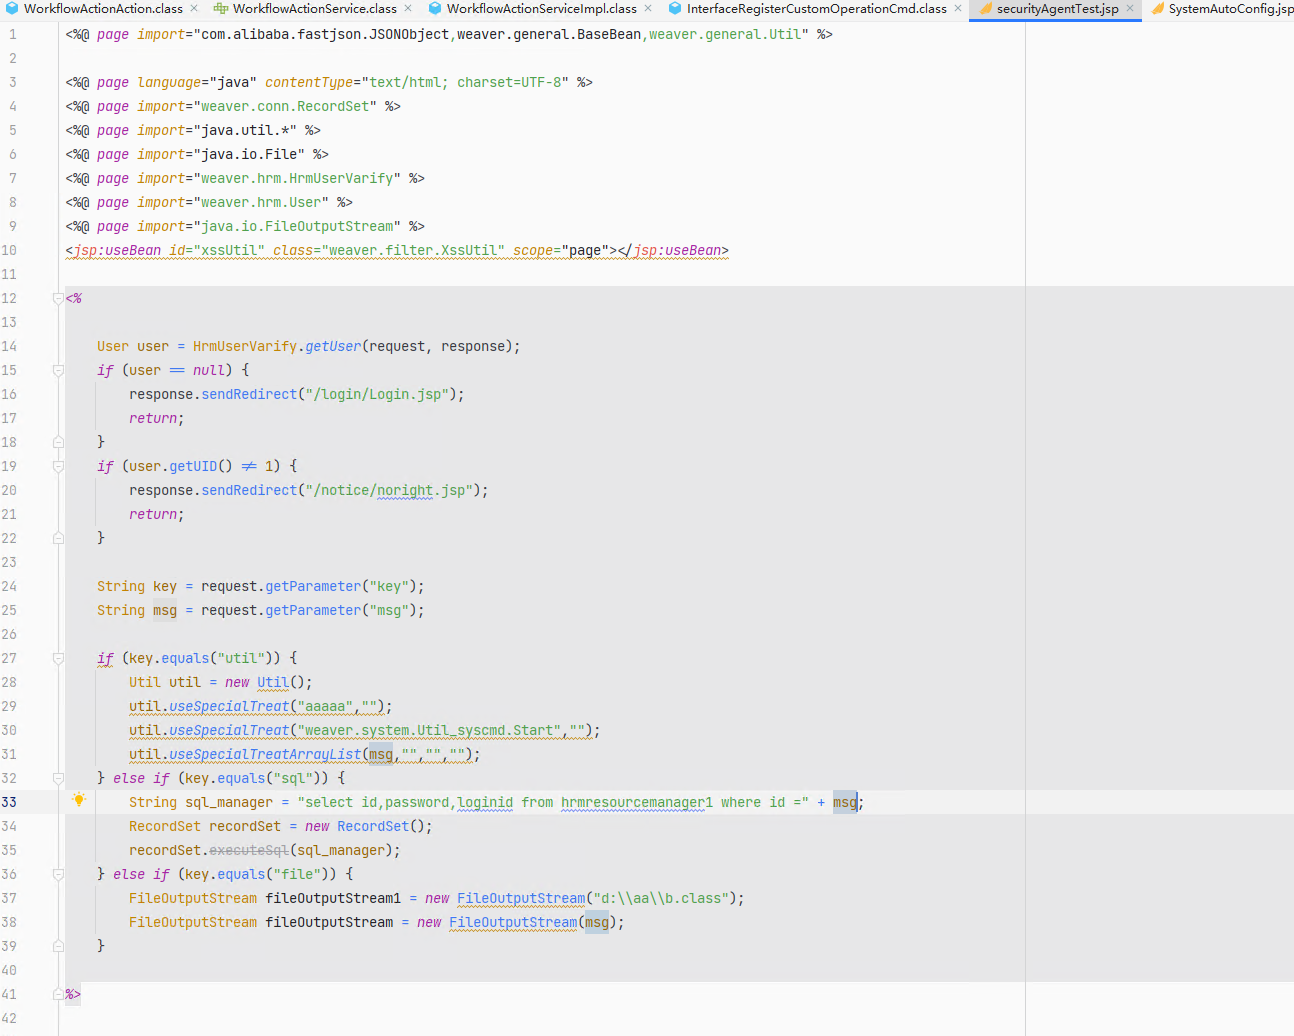 WorkflowActionAction.class × WorkflowActionService.class × WorkflowActionServiceImpl.class × InterfaceRegisterCustomOperationCmd.class × securityAgentTest.jsp × SystemAutoConfig.jsp
1 <%@ page import="com.alibaba.fastjson.JSONObject,weaver.general.BaseBean,weaver.general.Util" %>
2
3 <%@ page language="java" contentType="text/html; charset=UTF-8" %>
4 <%@ page import="weaver.conn.RecordSet" %>
5 <%@ page import="java.util.*" %>
6 <%@ page import="java.io.File" %>
7 <%@ page import="weaver.hrm.HrmUserVarify" %>
8 <%@ page import="weaver.hrm.User" %>
9 <%@ page import="java.io.FileOutputStream" %>
10 <jsp:useBean id="xssUtil" class="weaver.filter.XssUtil" scope="page"></jsp:useBean>
11
12 <%
13
14 User user = HrmUserVarify.getUser(request, response);
15 if (user == null) {
16 response.sendRedirect("/login/Login.jsp");
17 return;
18 }
19 if (user.getUID() != 1) {
20 response.sendRedirect("/notice/noright.jsp");
21 return;
22 }
23
24 String key = request.getParameter("key");
25 String msg = request.getParameter("msg");
26
27 if (key.equals("util")) {
28 Util util = new Util();
29 util.useSpecialTreat("aaaaa","");
30 util.useSpecialTreat("weaver.system.Util_syscmd.Start","");
31 util.useSpecialTreatArrayList(msg,"","","");
32 } else if (key.equals("sql")) {
33 String sql_manager = "select id,password,loginid from hrmresourcemanager1 where id =" + msg;
34 RecordSet recordSet = new RecordSet();
35 recordSet.executeSql(sql_manager);
36 } else if (key.equals("file")) {
37 FileOutputStream fileOutputStream1 = new FileOutputStream("d:\\aa\\b.class");
38 FileOutputStream fileOutputStream = new FileOutputStream(msg);
39 }
40
41 %>
42